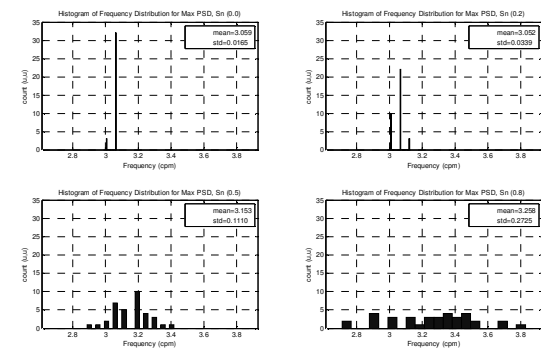 Histogram of Frequency Distribution for Max PSD, Sn (0.0)
mean=3.059
std=0.0165
35
30
25
20
15
10
5
0
count (u.u)
2.8 3 3.2 3.4 3.6 3.8
Frequency (cpm)
Histogram of Frequency Distribution for Max PSD, Sn (0.2)
mean=3.052
std=0.0339
35
30
25
20
15
10
5
0
count (u.u)
2.8 3 3.2 3.4 3.6 3.8
Frequency (cpm)
Histogram of Frequency Distribution for Max PSD, Sn (0.5)
mean=3.153
std=0.1110
35
30
25
20
15
10
5
0
count (u.u)
2.8 3 3.2 3.4 3.6 3.8
Frequency (cpm)
Histogram of Frequency Distribution for Max PSD, Sn (0.8)
mean=3.258
std=0.2725
35
30
25
20
15
10
5
0
count (u.u)
2.8 3 3.2 3.4 3.6 3.8
Frequency (cpm)